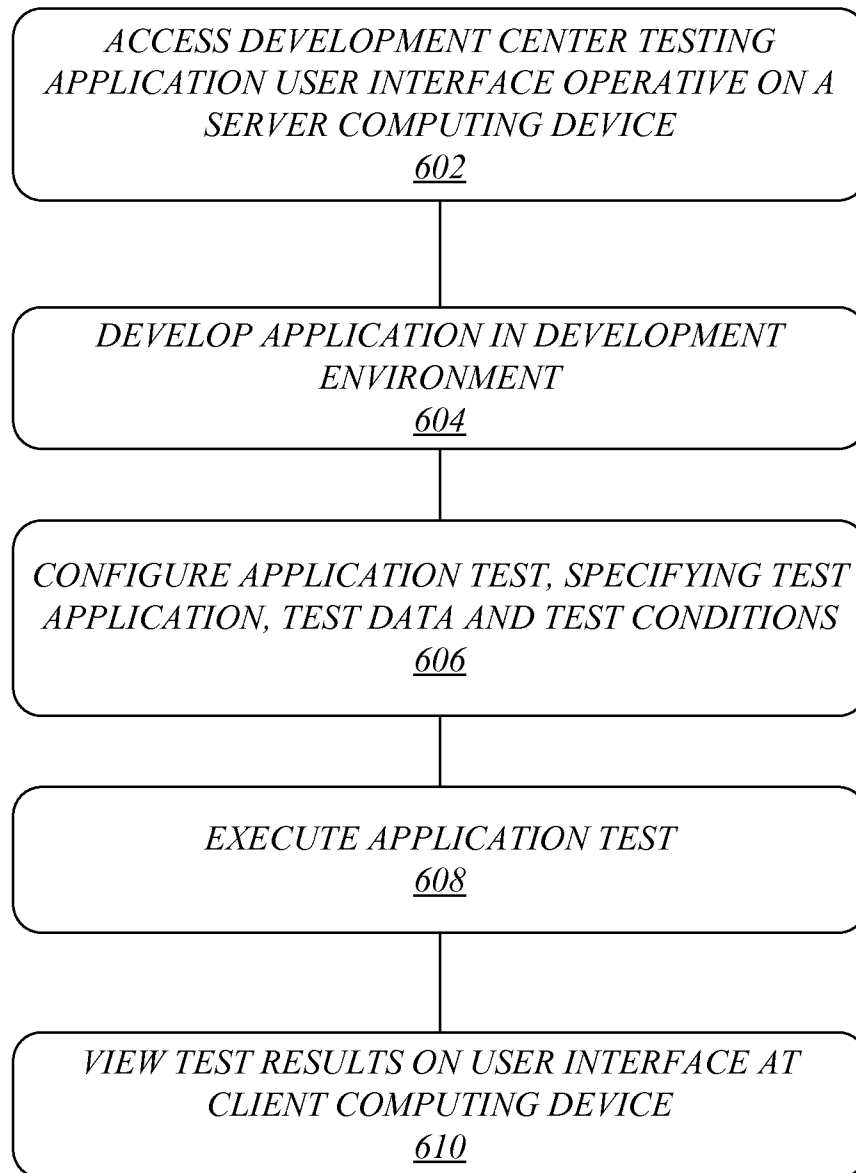 ACCESS DEVELOPMENT CENTER TESTING
APPLICATION USER INTERFACE OPERATIVE ON A
SERVER COMPUTING DEVICE
602
DEVELOP APPLICATION IN DEVELOPMENT
ENVIRONMENT
604
CONFIGURE APPLICATION TEST, SPECIFYING TEST
APPLICATION, TEST DATA AND TEST CONDITIONS
606
EXECUTE APPLICATION TEST
608
VIEW TEST RESULTS ON USER INTERFACE AT
CLIENT COMPUTING DEVICE
610